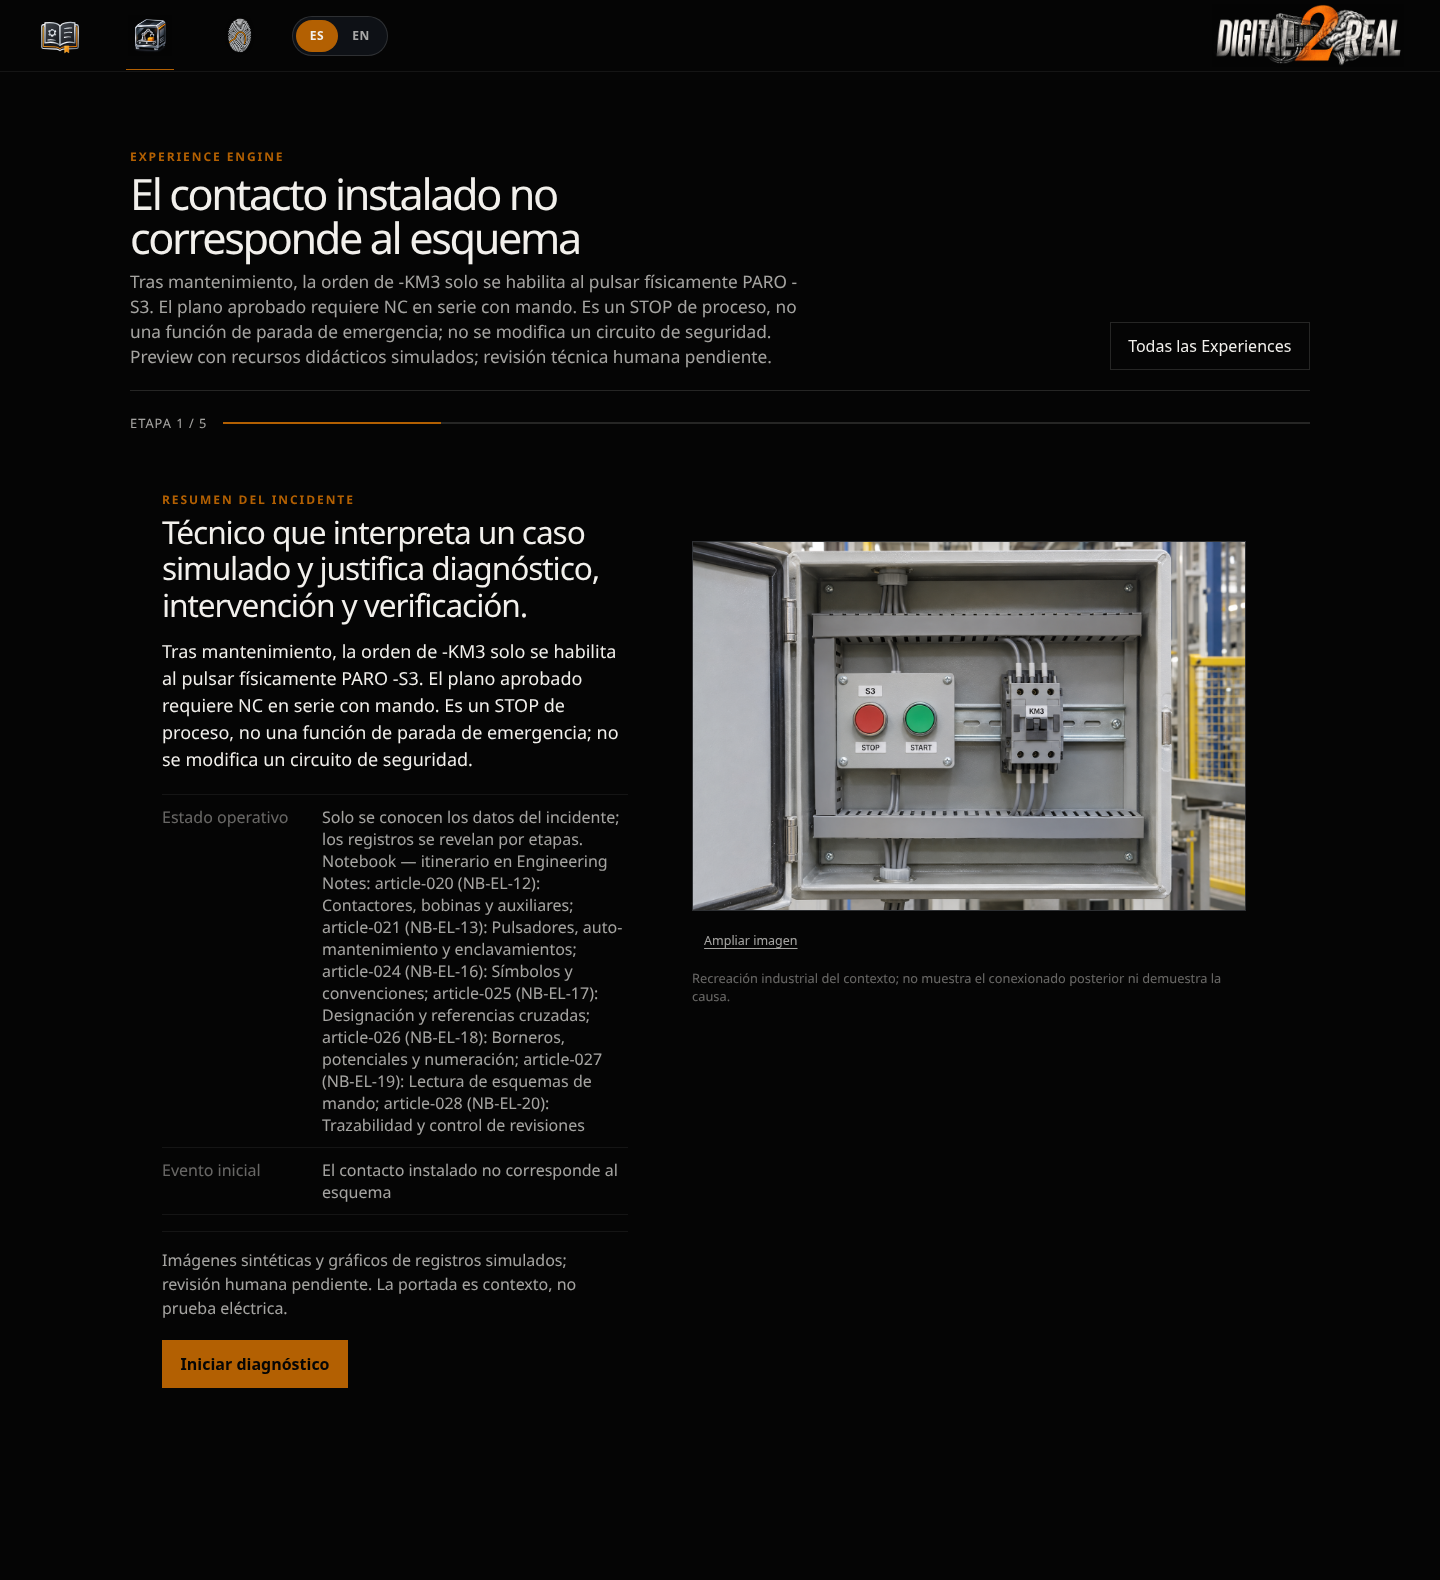 ES
EN
DIGITAL 2 REAL
EXPERIENCE ENGINE
El contacto instalado no
corresponde al esquema
Tras mantenimiento, la orden de -KM3 solo se habilita al pulsar físicamente PARO -
S3. El plano aprobado requiere NC en serie con mando. Es un STOP de proceso, no
una función de parada de emergencia; no se modifica un circuito de seguridad.
Preview con recursos didácticos simulados; revisión técnica humana pendiente.
Todas las Experiences
ETAPA 1 / 5
RESUMEN DEL INCIDENTE
Técnico que interpreta un caso
simulado y justifica diagnóstico,
intervención y verificación.
Tras mantenimiento, la orden de -KM3 solo se habilita
al pulsar físicamente PARO -S3. El plano aprobado
requiere NC en serie con mando. Es un STOP de
proceso, no una función de parada de emergencia; no
se modifica un circuito de seguridad.
Estado operativo
Solo se conocen los datos del incidente;
los registros se revelan por etapas.
Notebook — itinerario en Engineering
Notes: article-020 (NB-EL-12):
Contactores, bobinas y auxiliares;
article-021 (NB-EL-13): Pulsadores, auto-
mantenimiento y enclavamientos;
article-024 (NB-EL-16): Símbolos y
convenciones; article-025 (NB-EL-17):
Designación y referencias cruzadas;
article-026 (NB-EL-18): Borneros,
potenciales y numeración; article-027
(NB-EL-19): Lectura de esquemas de
mando; article-028 (NB-EL-20):
Trazabilidad y control de revisiones
Evento inicial
El contacto instalado no corresponde al
esquema
Imágenes sintéticas y gráficos de registros simulados;
revisión humana pendiente. La portada es contexto, no
prueba eléctrica.
Iniciar diagnóstico
S3
STOP
START
KM3
Ampliar imagen
Recreación industrial del contexto; no muestra el conexionado posterior ni demuestra la
causa.